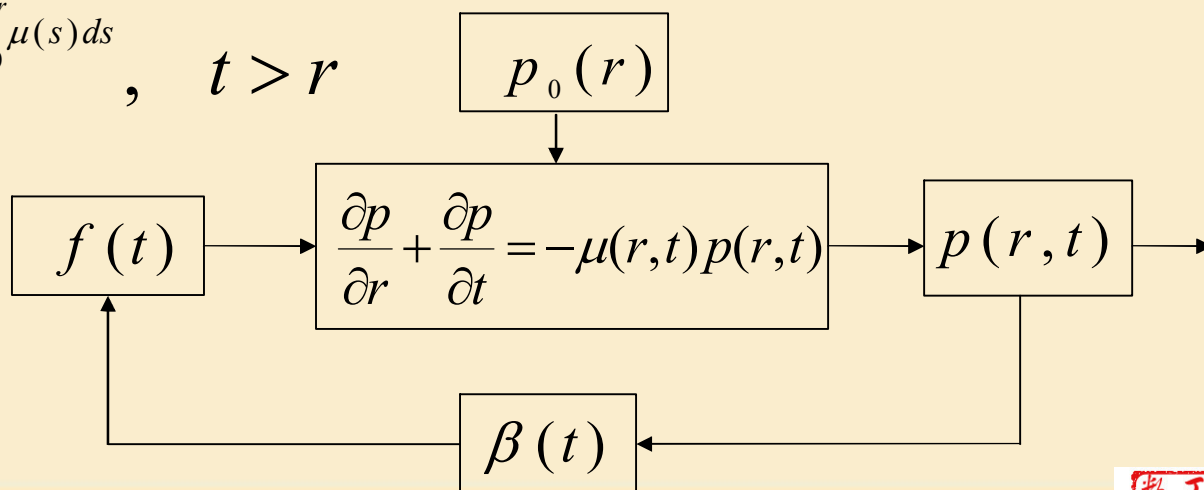 r μ(s)ds
, t > r
p₀(r)
f(t)
∂p/∂r + ∂p/∂t = −μ(r,t)p(r,t)
p(r,t)
β(t)